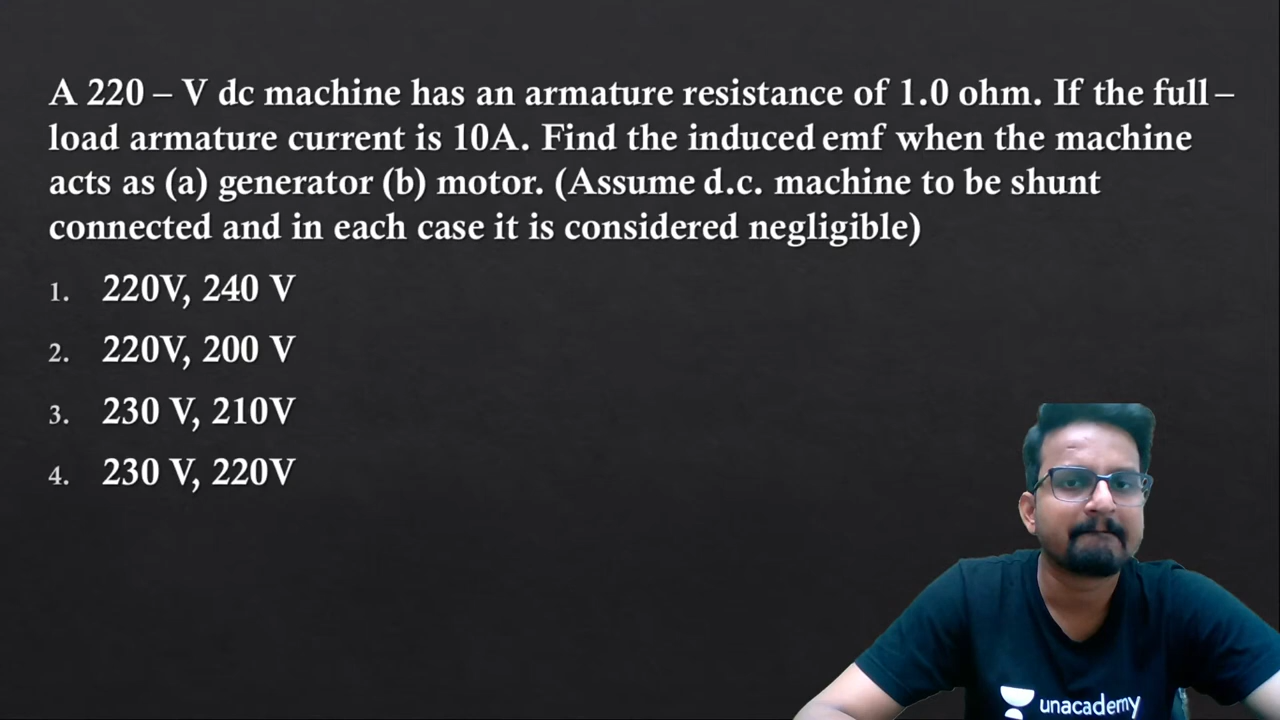 A 220 – V dc machine has an armature resistance of 1.0 ohm. If the full –
load armature current is 10A. Find the induced emf when the machine
acts as (a) generator (b) motor. (Assume d.c. machine to be shunt
connected and in each case it is considered negligible)
1. 220V, 240 V
2. 220V, 200 V
3. 230 V, 210V
4. 230 V, 220V
unacademy